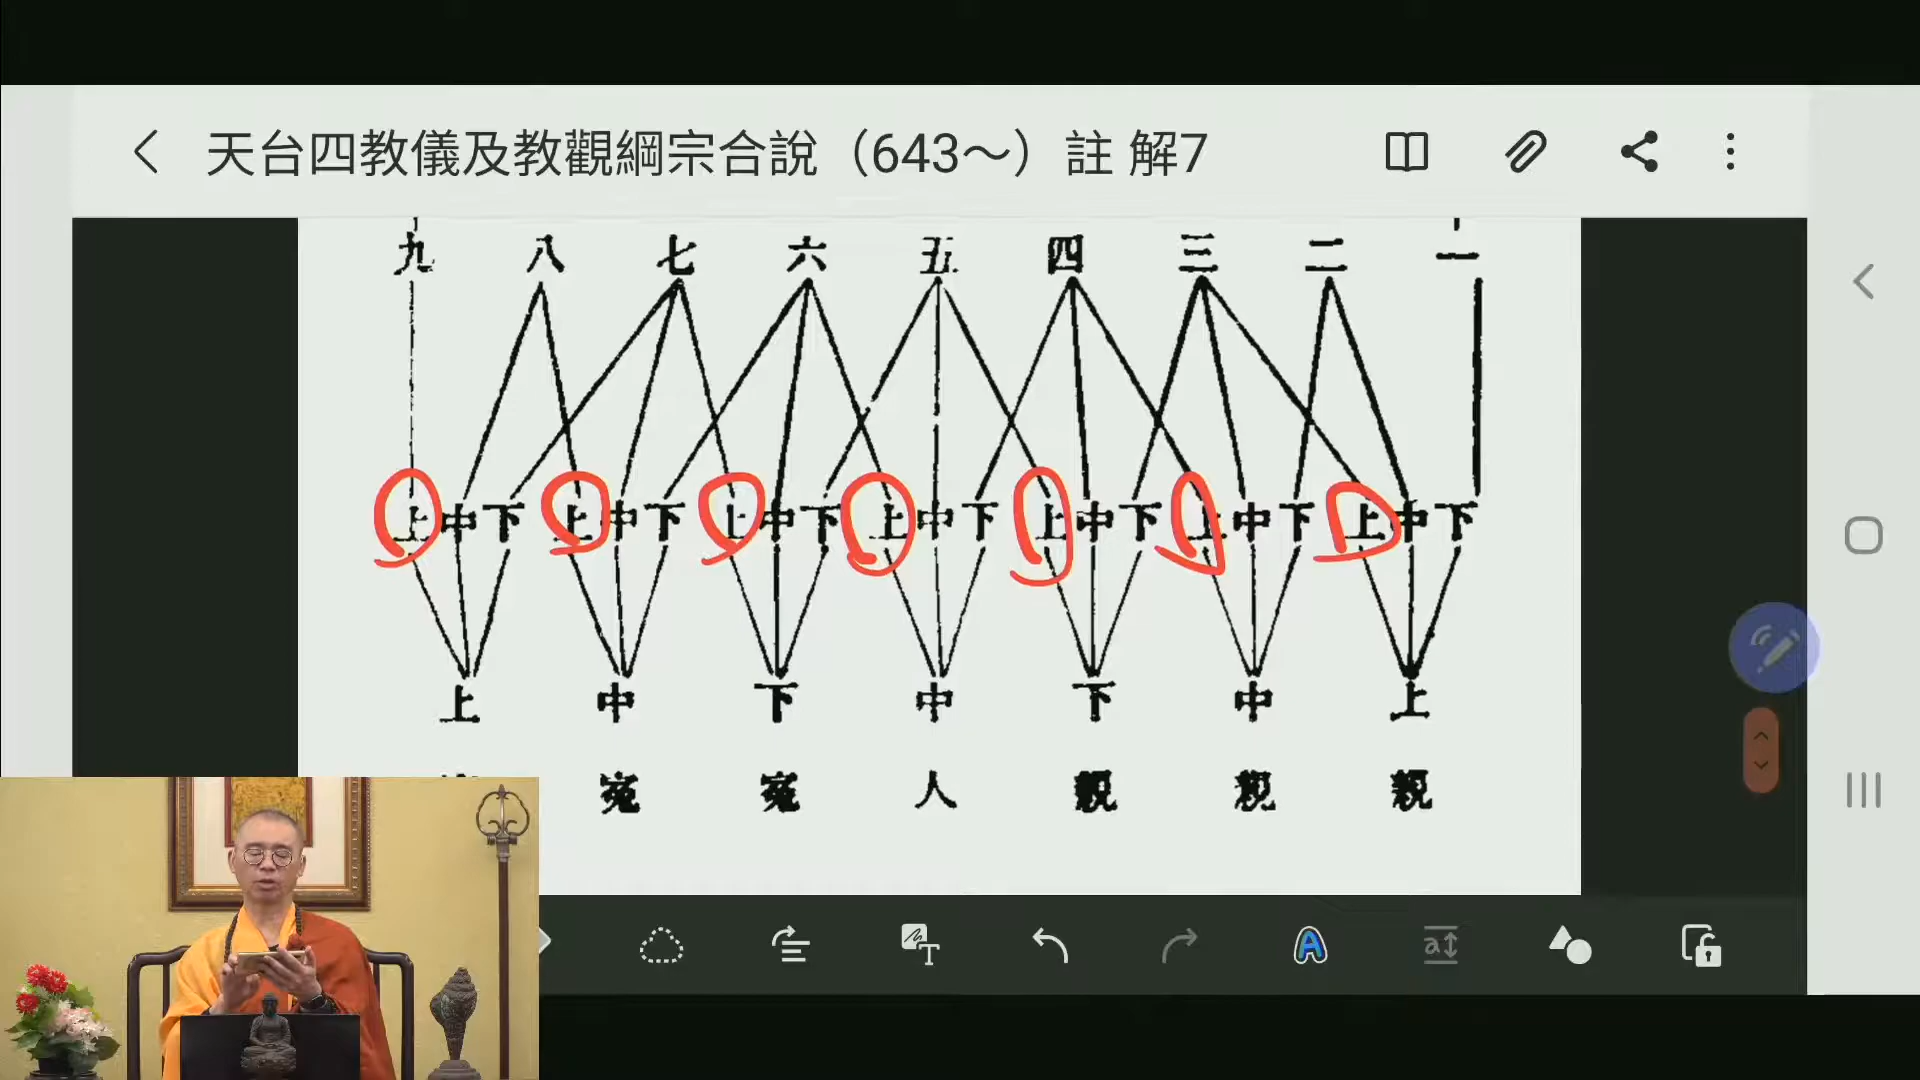 天台四教儀及教觀綱宗合說（643～）註 解7
九 八 七 六 五 四 三 二 一
上 中 下 上 中 下 上 中 下 上 中 下 上 中 下 上 中 下 上 中 下
上 中 下 中 下 中 上
寃 寃 人 親 親 親